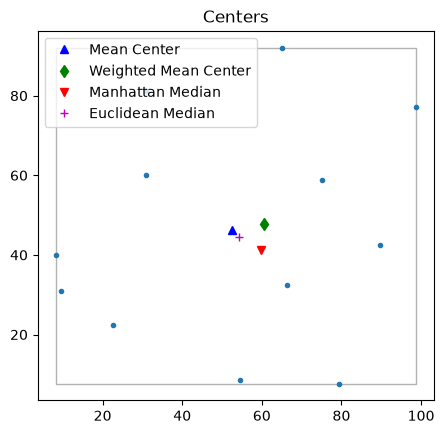 Centers
Mean Center
Weighted Mean Center
Manhattan Median
Euclidean Median
80
60
40
20
20 40 60 80 100